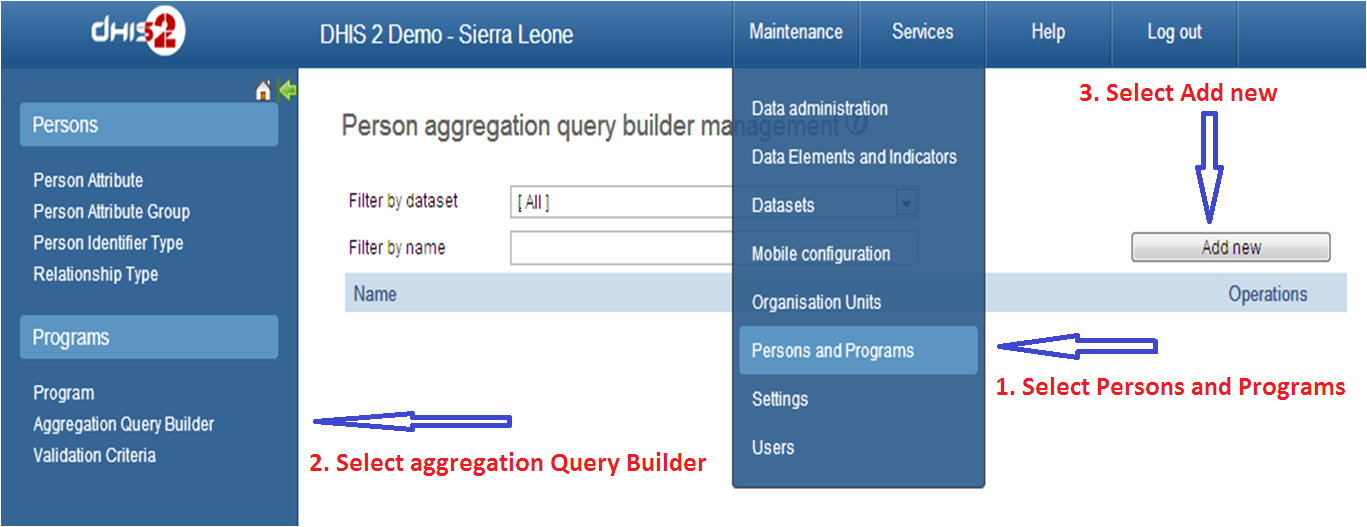 dhis 2
DHIS 2 Demo - Sierra Leone
Maintenance
Services
Help
Log out
Persons
Person Attribute
Person Attribute Group
Person Identifier Type
Relationship Type
Programs
Program
Aggregation Query Builder
Validation Criteria
Person aggregation query builder management
Filter by dataset
[ All ]
Filter by name
Add new
Name
Operations
Data administration
Data Elements and Indicators
Datasets
Mobile configuration
Organisation Units
Persons and Programs
Settings
Users
3. Select Add new
1. Select Persons and Programs
2. Select aggregation Query Builder